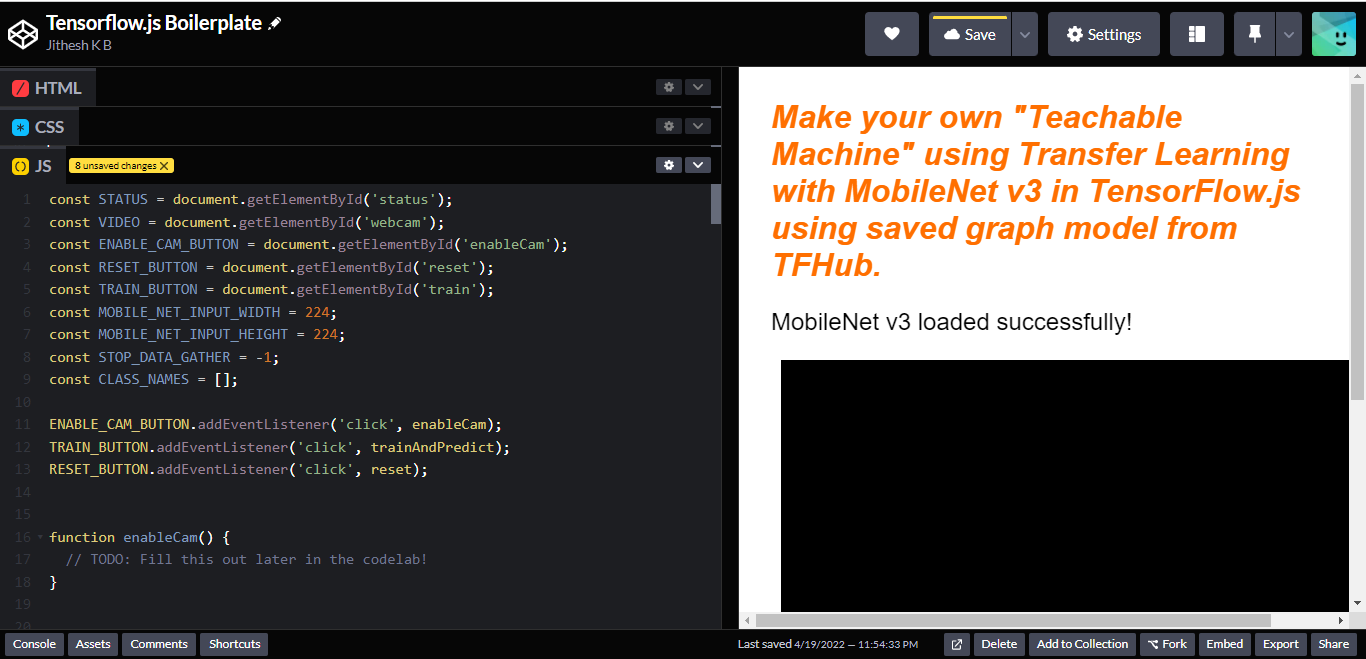 Tensorflow.js Boilerplate
Jithesh K B
Save
Settings
HTML
CSS
JS
8 unsaved changes X
1 const STATUS = document.getElementById('status');
2 const VIDEO = document.getElementById('webcam');
3 const ENABLE_CAM_BUTTON = document.getElementById('enableCam');
4 const RESET_BUTTON = document.getElementById('reset');
5 const TRAIN_BUTTON = document.getElementById('train');
6 const MOBILE_NET_INPUT_WIDTH = 224;
7 const MOBILE_NET_INPUT_HEIGHT = 224;
8 const STOP_DATA_GATHER = -1;
9 const CLASS_NAMES = [];
10
11 ENABLE_CAM_BUTTON.addEventListener('click', enableCam);
12 TRAIN_BUTTON.addEventListener('click', trainAndPredict);
13 RESET_BUTTON.addEventListener('click', reset);
14
15
16 function enableCam() {
17 // TODO: Fill this out later in the codelab!
18 }
19
20
Make your own "Teachable
Machine" using Transfer Learning
with MobileNet v3 in TensorFlow.js
using saved graph model from
TFHub.
MobileNet v3 loaded successfully!
Console Assets Comments Shortcuts
Last saved 4/19/2022 — 11:54:33 PM
Delete Add to Collection Fork Embed Export Share